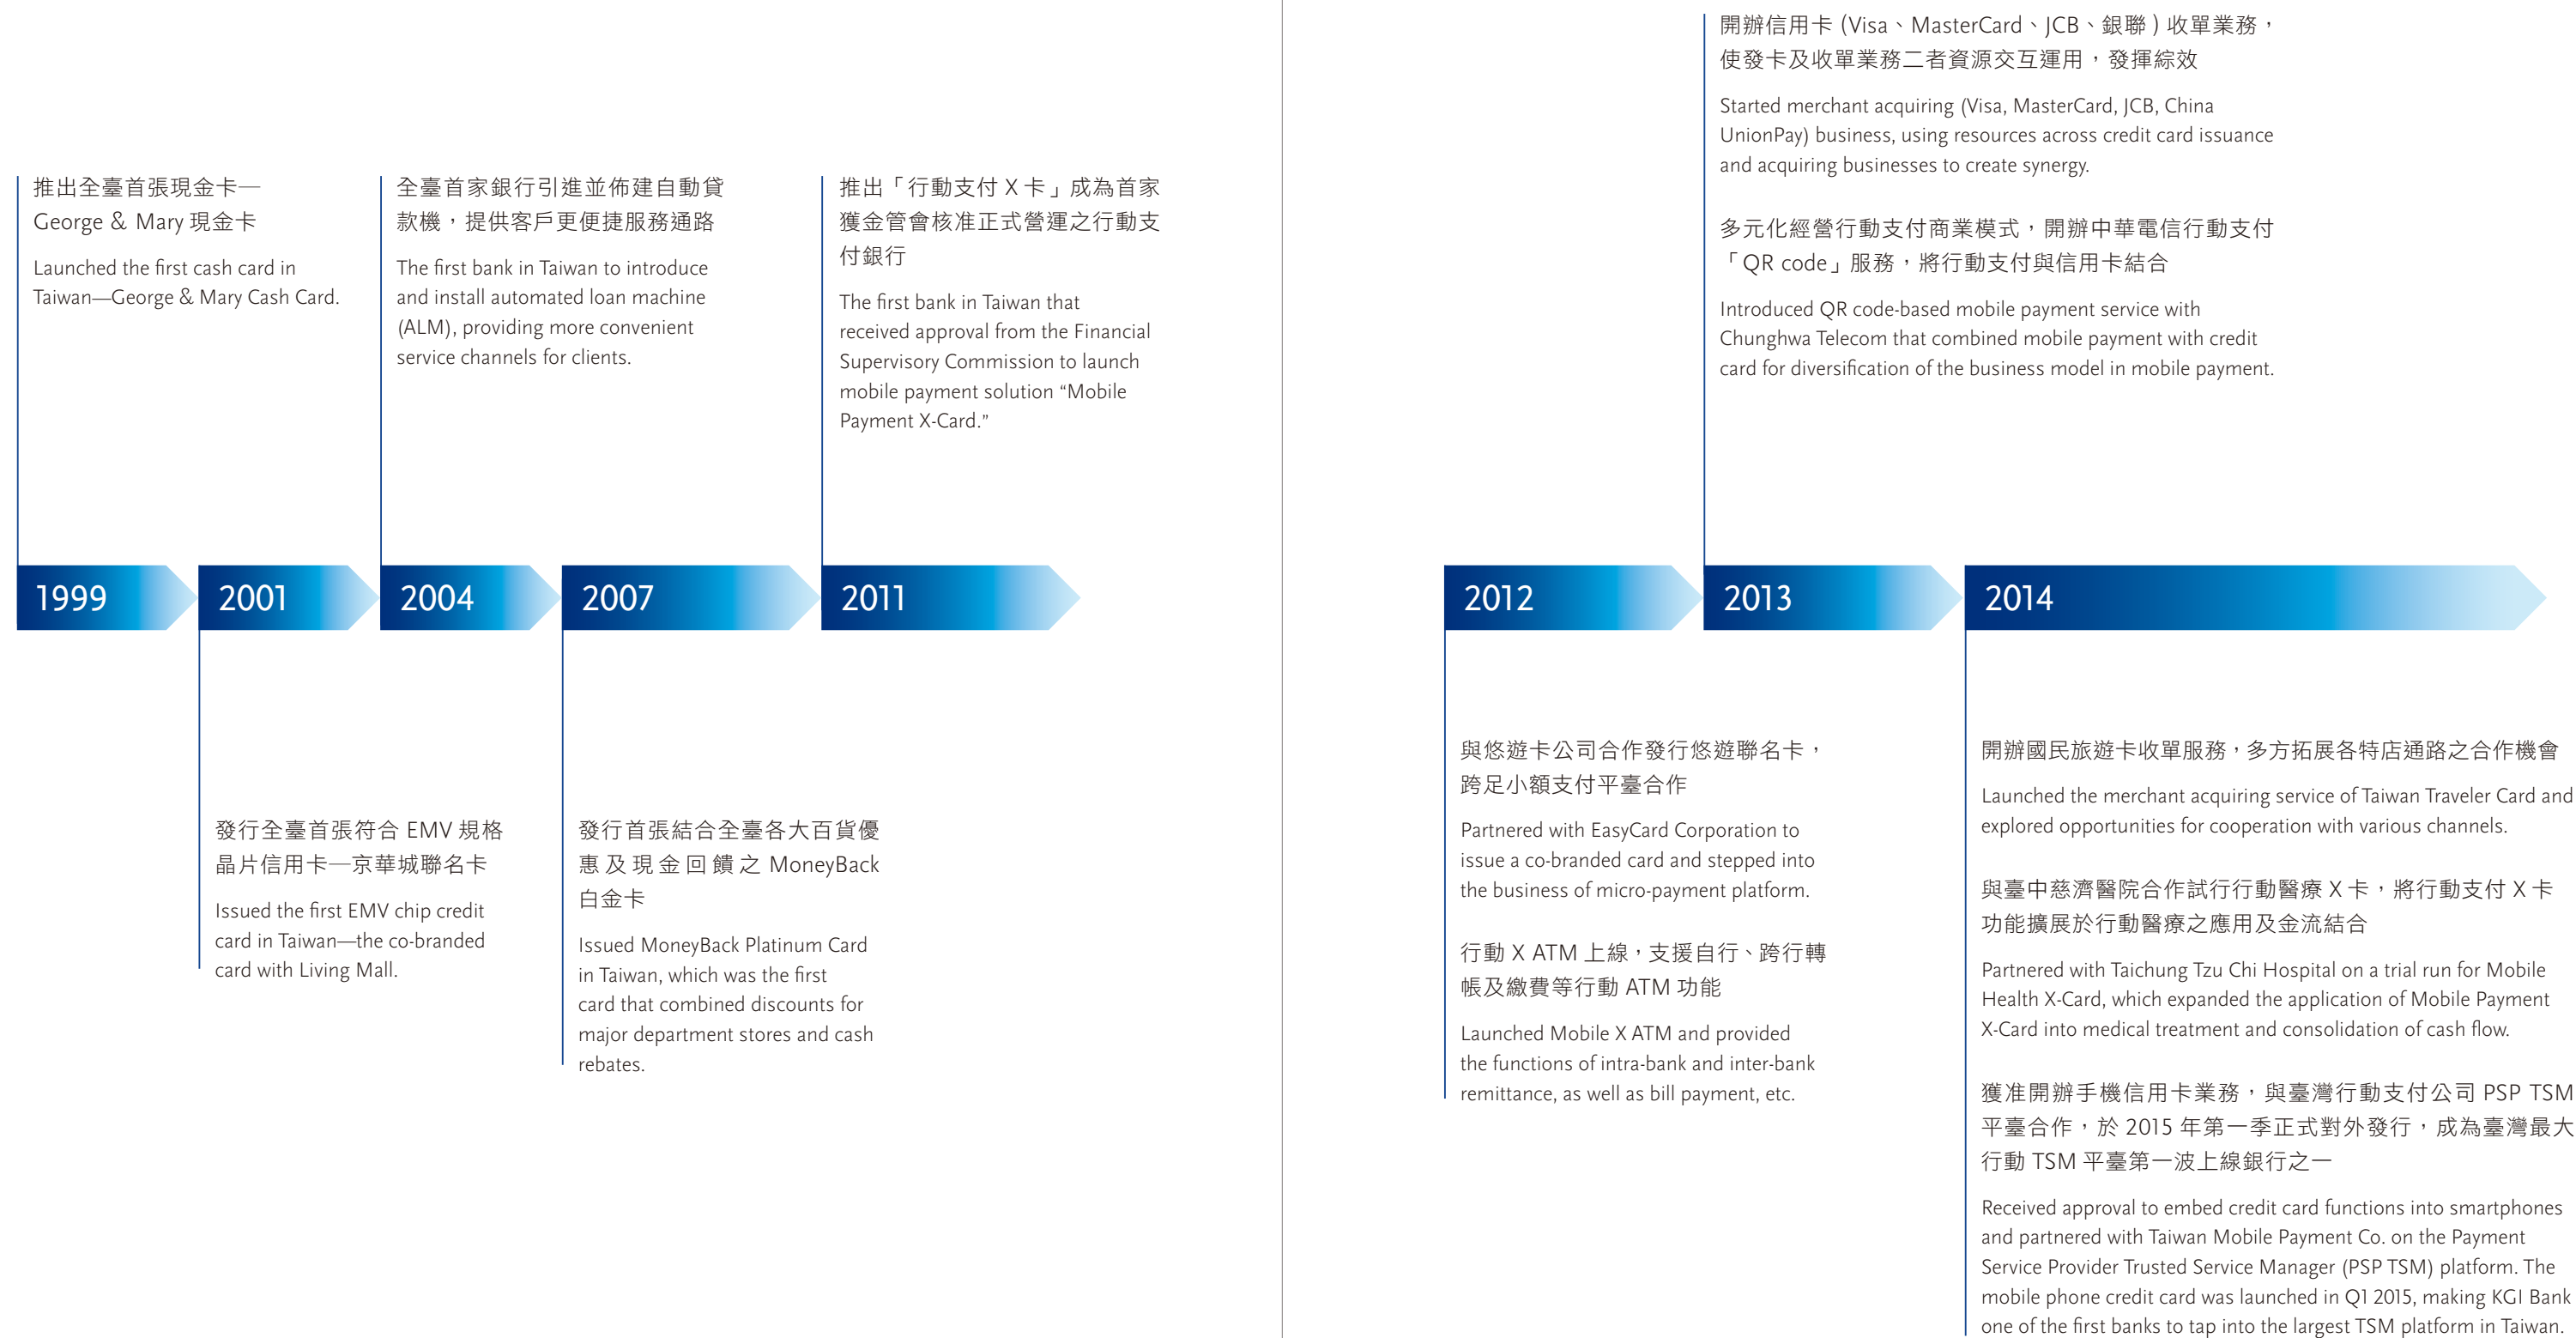 推出全臺首張現金卡─
George & Mary 現金卡
Launched the first cash card in
Taiwan—George & Mary Cash Card.
全臺首家銀行引進並佈建自動貸
款機，提供客戶更便捷服務通路
The first bank in Taiwan to introduce
and install automated loan machine
(ALM), providing more convenient
service channels for clients.
推出「行動支付 X 卡」成為首家
獲金管會核准正式營運之行動支
付銀行
The first bank in Taiwan that
received approval from the Financial
Supervisory Commission to launch
mobile payment solution “Mobile
Payment X-Card.”
1999
2001
2004
2007
2011
發行全臺首張符合 EMV 規格
晶片信用卡─京華城聯名卡
Issued the first EMV chip credit
card in Taiwan—the co-branded
card with Living Mall.
發行首張結合全臺各大百貨優
惠及現金回饋之 MoneyBack
白金卡
Issued MoneyBack Platinum Card
in Taiwan, which was the first
card that combined discounts for
major department stores and cash
rebates.
開辦信用卡 (Visa、MasterCard、JCB、銀聯 ) 收單業務，
使發卡及收單業務二者資源交互運用，發揮綜效
Started merchant acquiring (Visa, MasterCard, JCB, China
UnionPay) business, using resources across credit card issuance
and acquiring businesses to create synergy.
多元化經營行動支付商業模式，開辦中華電信行動支付
「QR code」服務，將行動支付與信用卡結合
Introduced QR code-based mobile payment service with
Chunghwa Telecom that combined mobile payment with credit
card for diversification of the business model in mobile payment.
2012
2013
2014
與悠遊卡公司合作發行悠遊聯名卡，
跨足小額支付平臺合作
Partnered with EasyCard Corporation to
issue a co-branded card and stepped into
the business of micro-payment platform.
行動 X ATM 上線，支援自行、跨行轉
帳及繳費等行動 ATM 功能
Launched Mobile X ATM and provided
the functions of intra-bank and inter-bank
remittance, as well as bill payment, etc.
開辦國民旅遊卡收單服務，多方拓展各特店通路之合作機會
Launched the merchant acquiring service of Taiwan Traveler Card and
explored opportunities for cooperation with various channels.
與臺中慈濟醫院合作試行行動醫療 X 卡，將行動支付 X 卡
功能擴展於行動醫療之應用及金流結合
Partnered with Taichung Tzu Chi Hospital on a trial run for Mobile
Health X-Card, which expanded the application of Mobile Payment
X-Card into medical treatment and consolidation of cash flow.
獲准開辦手機信用卡業務，與臺灣行動支付公司 PSP TSM
平臺合作，於 2015 年第一季正式對外發行，成為臺灣最大
行動 TSM 平臺第一波上線銀行之一
Received approval to embed credit card functions into smartphones
and partnered with Taiwan Mobile Payment Co. on the Payment
Service Provider Trusted Service Manager (PSP TSM) platform. The
mobile phone credit card was launched in Q1 2015, making KGI Bank
one of the first banks to tap into the largest TSM platform in Taiwan.